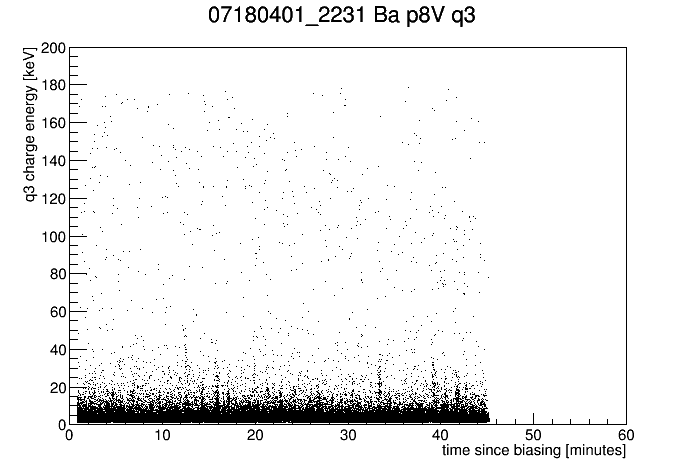 07180401_2231 Ba p8V q3
q3 charge energy [keV]
200
180
160
140
120
100
80
60
40
20
0
0 10 20 30 40 50 60
time since biasing [minutes]